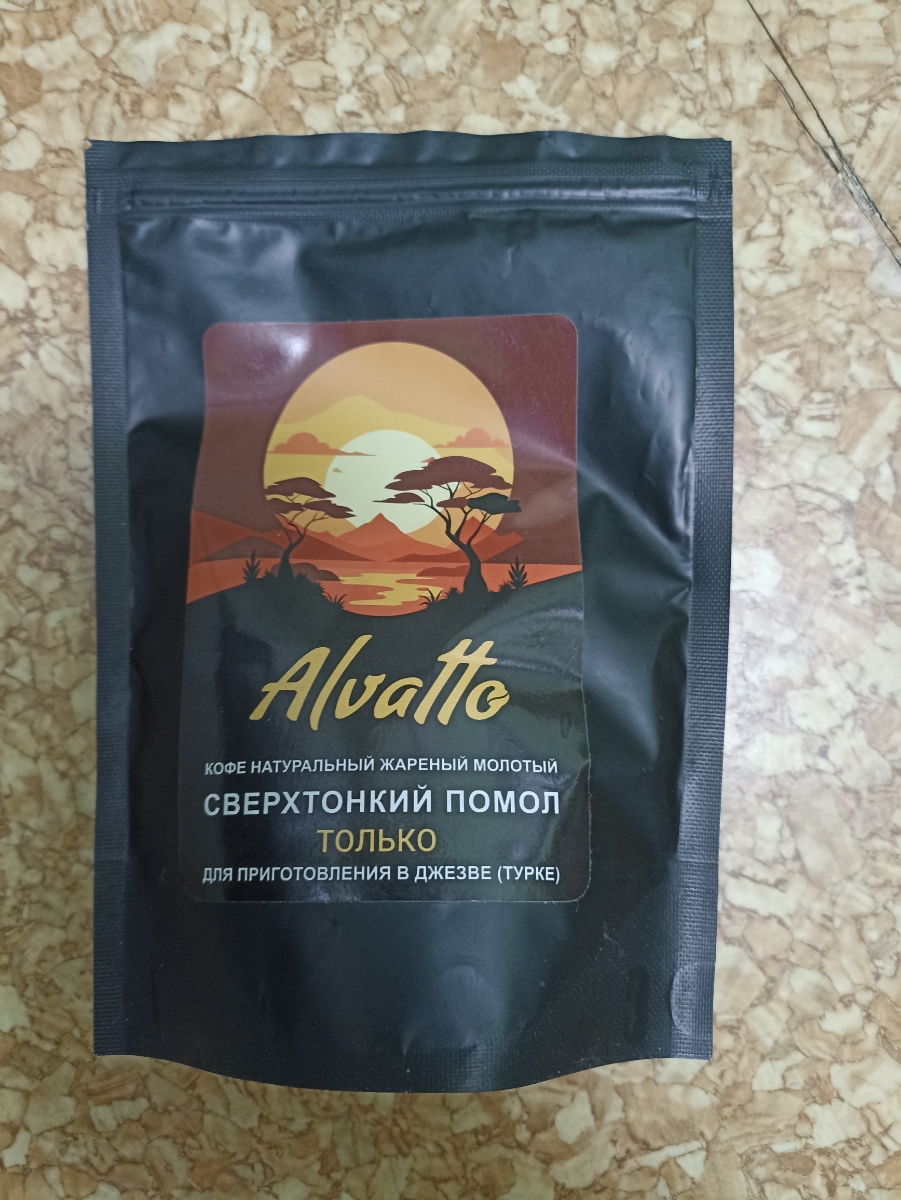 Alvatto
КОФЕ НАТУРАЛЬНЫЙ ЖАРЕНЫЙ МОЛОТЫЙ
СВЕРХТОНКИЙ ПОМОЛ
ТОЛЬКО
ДЛЯ ПРИГОТОВЛЕНИЯ В ДЖЕЗВЕ (ТУРКЕ)